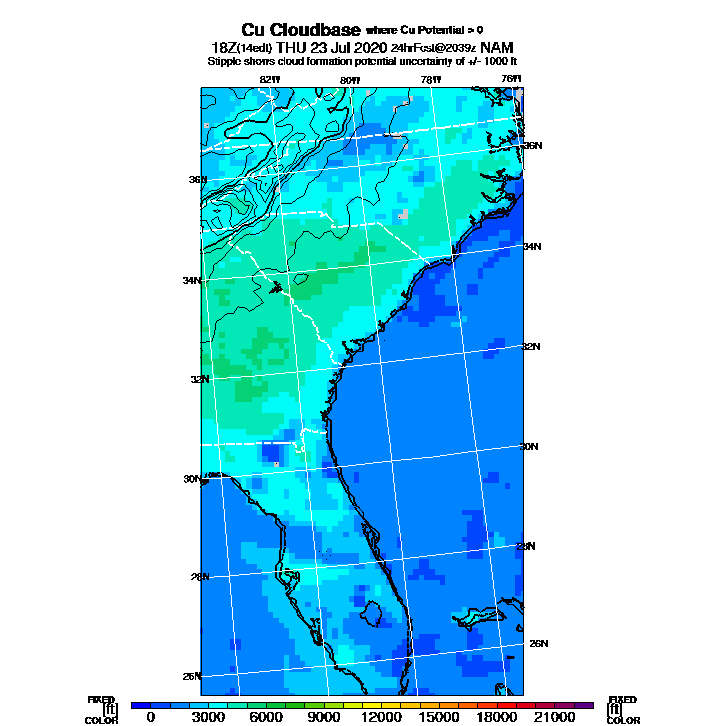 Cu Cloudbase where Cu Potential > 0
18Z(14edt) THU 23 Jul 2020 24hrFcst@2039z NAM
Stipple shows cloud formation potential uncertainty of +/- 1000 ft
82W 80W 78W 76W
36N
36N
34N
34N
32N
32N
30N
30N
28N
28N
26N
26N
FIXED FIXED
[ft] [ft]
COLOR COLOR
0 3000 6000 9000 12000 15000 18000 21000